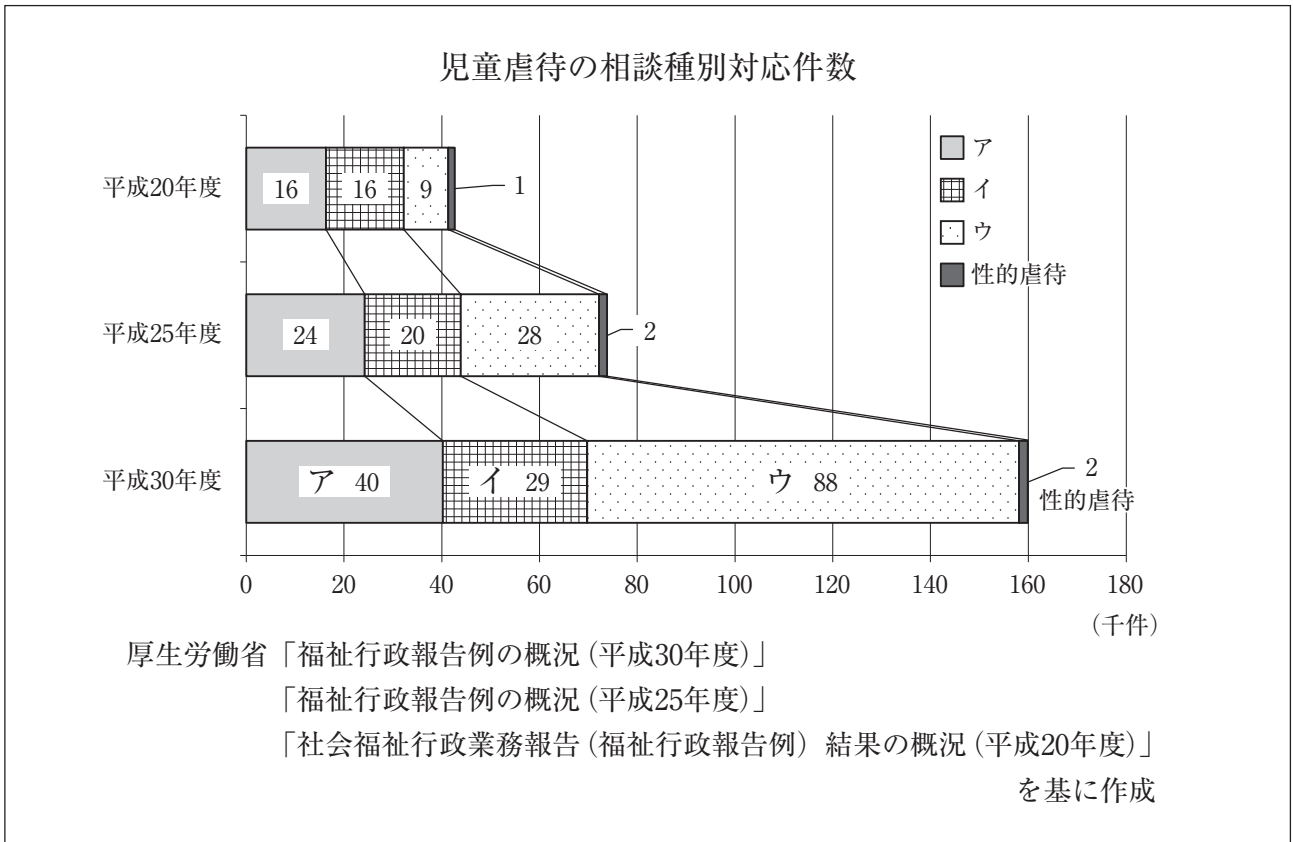 児童虐待の相談種別対応件数
ア
イ
ウ
性的虐待
平成20年度
16
16
9
1
平成25年度
24
20
28
2
平成30年度
ア 40
イ 29
ウ 88
2
性的虐待
0 20 40 60 80 100 120 140 160 180
(千件)
厚生労働省「福祉行政報告例の概況(平成30年度)」
「福祉行政報告例の概況(平成25年度)」
「社会福祉行政業務報告(福祉行政報告例) 結果の概況(平成20年度)」
を基に作成